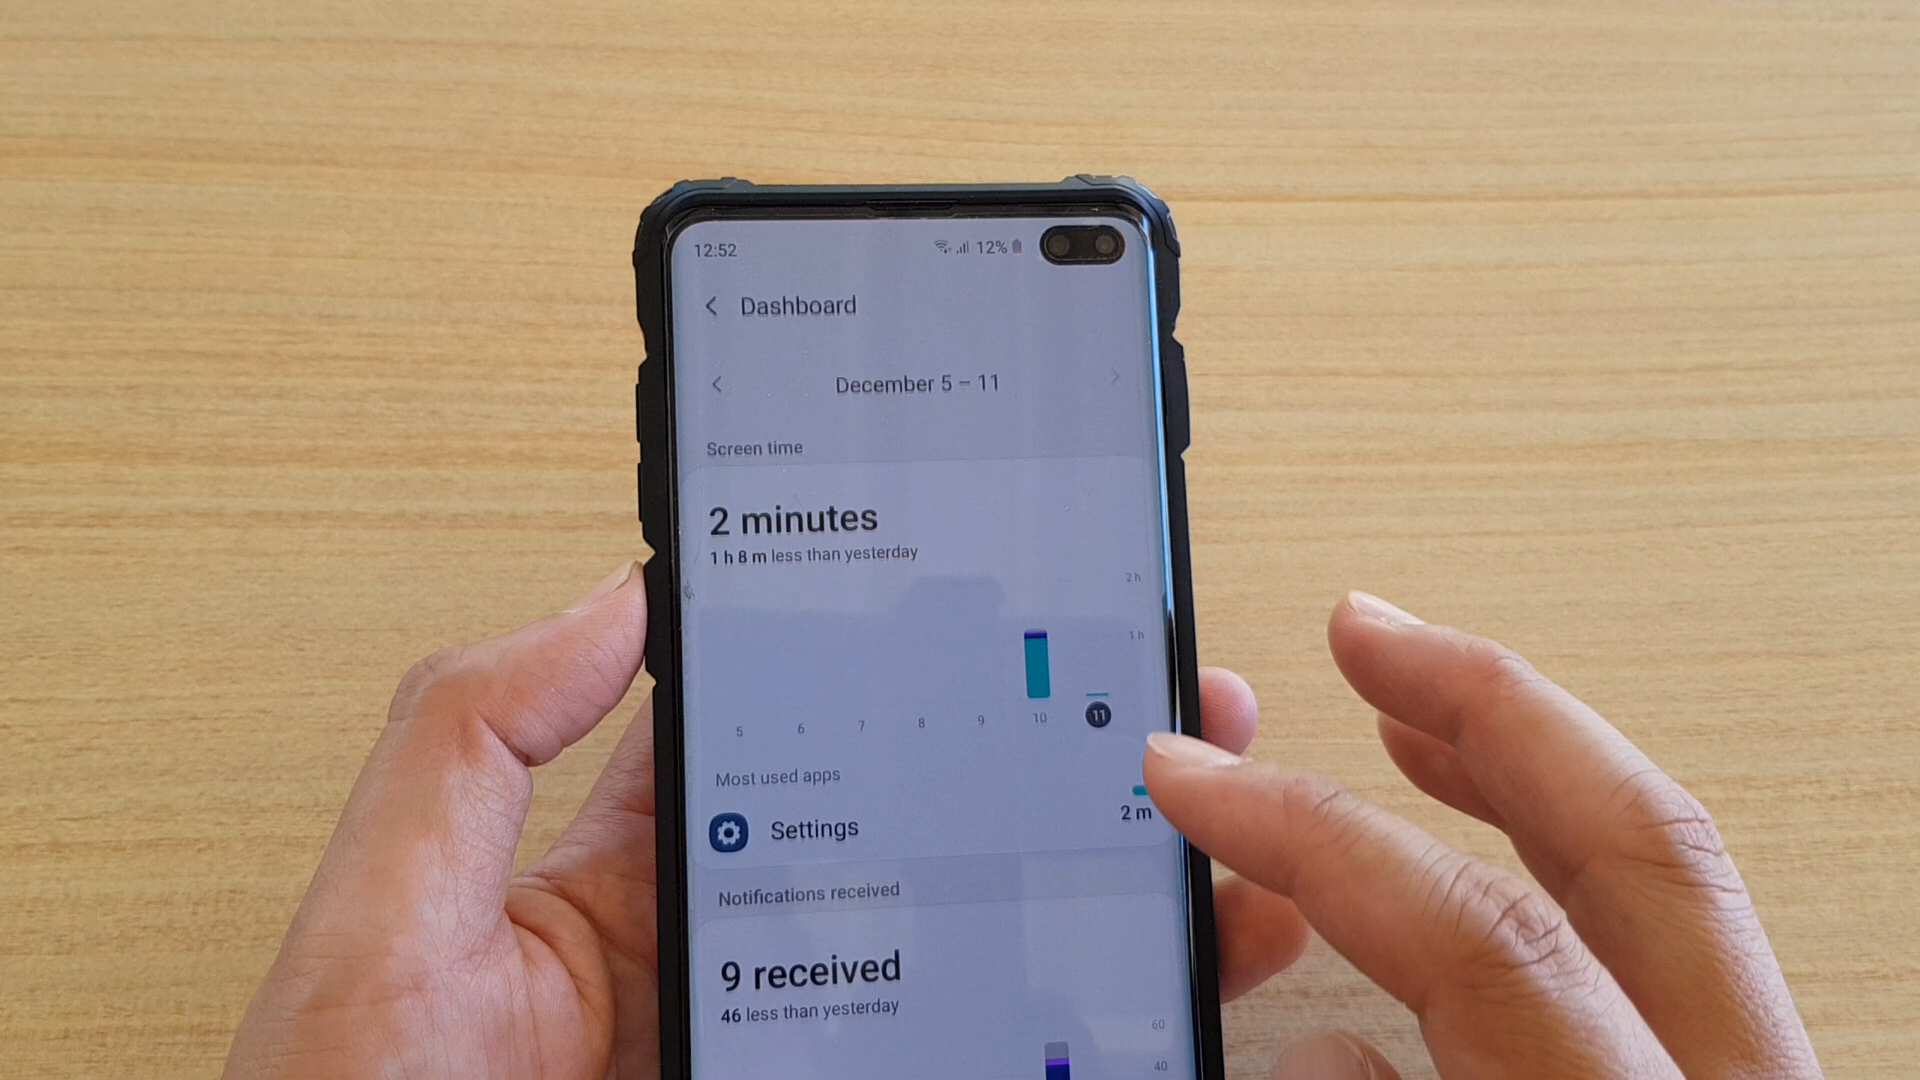 12:52 12%
Dashboard
December 5 – 11
Screen time
2 minutes
1 h 8 m less than yesterday
2 h
1 h
5 6 7 8 9 10 11
Most used apps
Settings 2 m
Notifications received
9 received
46 less than yesterday
60
40